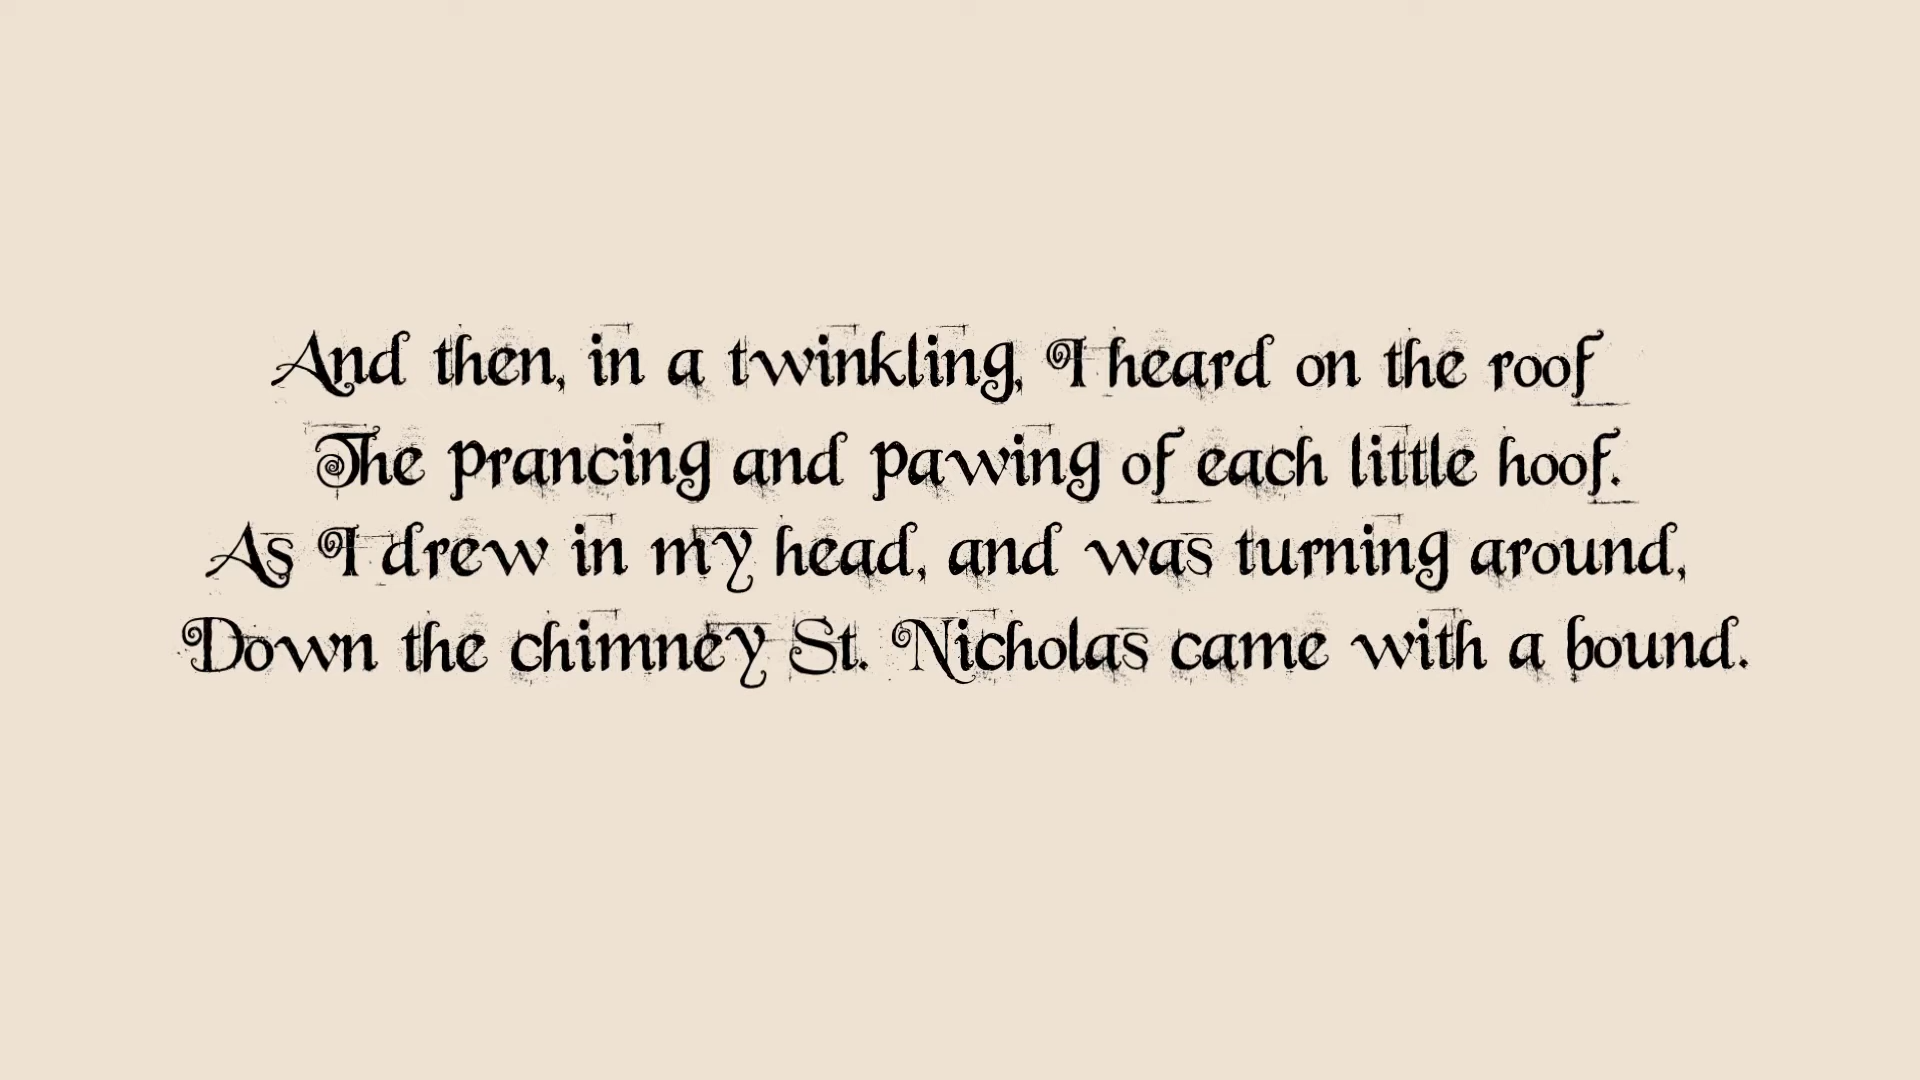 And then, in a twinkling, I heard on the roof
The prancing and pawing of each little hoof.
As I drew in my head, and was turning around,
Down the chimney St. Nicholas came with a bound.